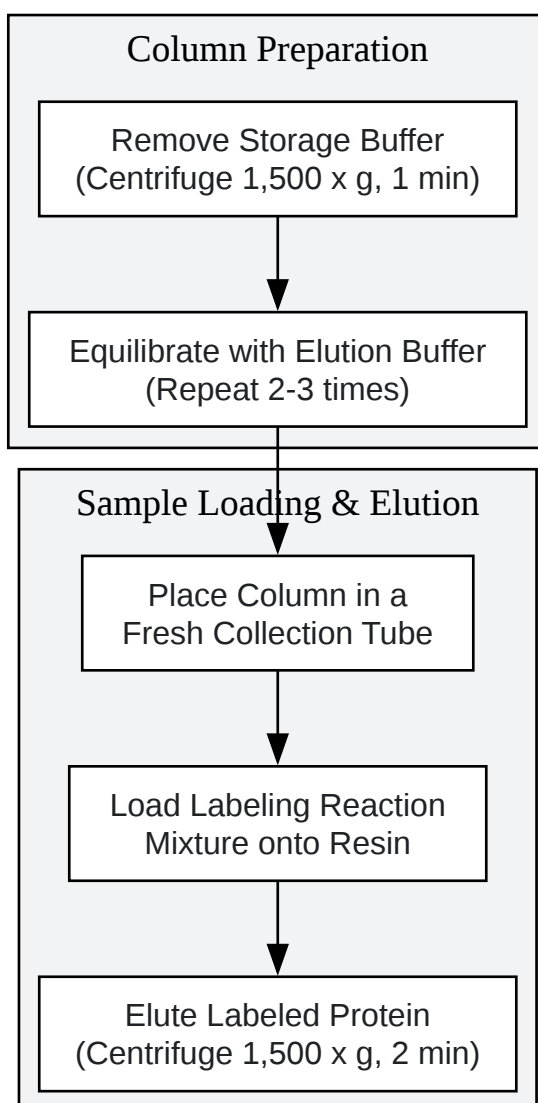 Column Preparation
Remove Storage Buffer
(Centrifuge 1,500 x g, 1 min)
Equilibrate with Elution Buffer
(Repeat 2-3 times)
Sample Loading & Elution
Place Column in a
Fresh Collection Tube
Load Labeling Reaction
Mixture onto Resin
Elute Labeled Protein
(Centrifuge 1,500 x g, 2 min)